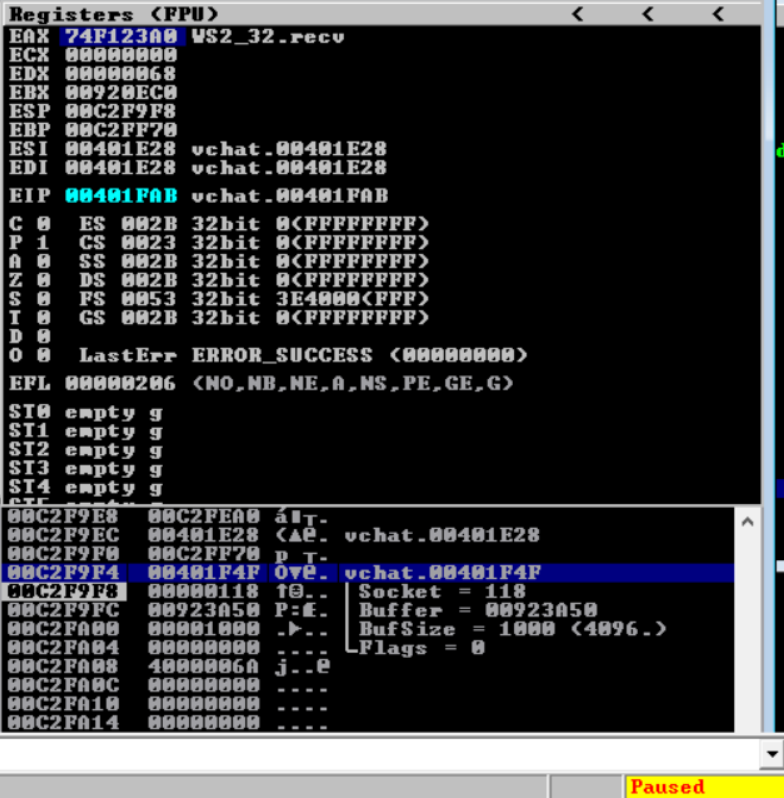 Registers (FPU) < < <
EAX 74F123A0 WS2_32.recv
ECX 00000000
EDX 00000068
EBX 00920EC0
ESP 00C2F9F8
EBP 00C2FF70
ESI 00401E28 vchat.00401E28
EDI 00401E28 vchat.00401E28
EIP 00401FAB vchat.00401FAB
C 0 ES 002B 32bit 0(FFFFFFFF)
P 1 CS 0023 32bit 0(FFFFFFFF)
A 0 SS 002B 32bit 0(FFFFFFFF)
Z 0 DS 002B 32bit 0(FFFFFFFF)
S 0 FS 0053 32bit 3E4000(FFF)
T 0 GS 002B 32bit 0(FFFFFFFF)
D 0
O 0 LastErr ERROR_SUCCESS (00000000)
EFL 00000206 (NO,NB,NE,A,NS,PE,GE,G)
ST0 empty g
ST1 empty g
ST2 empty g
ST3 empty g
ST4 empty g
00C2F9E8 00C2FEA0
00C2F9EC 00401E28 vchat.00401E28
00C2F9F0 00C2FF70
00C2F9F4 00401F4F vchat.00401F4F
00C2F9F8 00000118 Socket = 118
00C2F9FC 00923A50 Buffer = 00923A50
00C2FA00 00001000 .►.. BufSize = 1000 (4096.)
00C2FA04 00000000 .... Flags = 0
00C2FA08 4000006A j..@
00C2FA0C 00000000 ....
00C2FA10 00000000 ....
00C2FA14 00000000 ....
Paused